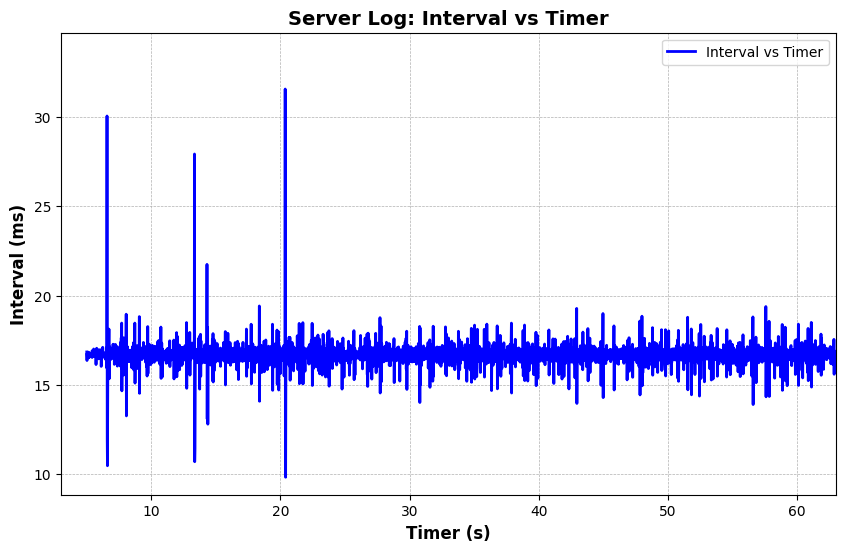 Server Log: Interval vs Timer
Interval vs Timer
Interval (ms)
30
25
20
15
10
10 20 30 40 50 60
Timer (s)